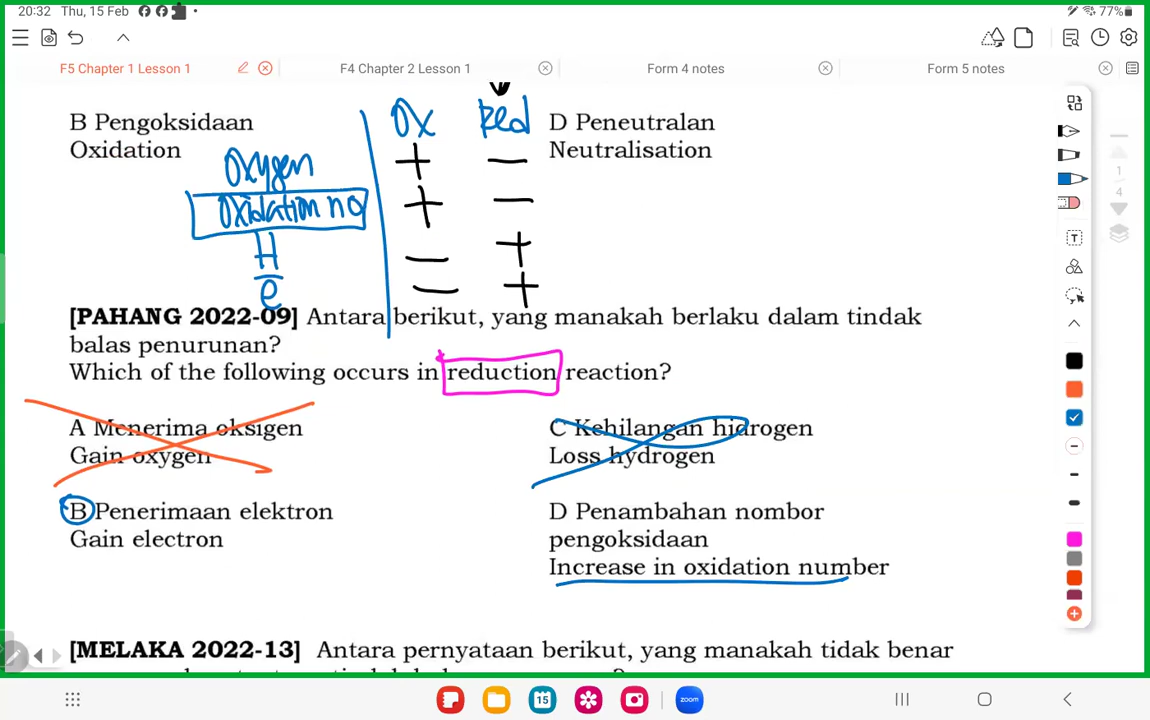 20:32 Thu, 15 Feb 77%
F5 Chapter 1 Lesson 1 F4 Chapter 2 Lesson 1 Form 4 notes Form 5 notes
B Pengoksidaan
Oxidation
D Peneutralan
Neutralisation
Ox Red
Oxygen + −
Oxidation no + −
H − +
e − +
[PAHANG 2022-09] Antara berikut, yang manakah berlaku dalam tindak
balas penurunan?
Which of the following occurs in reduction reaction?
A Menerima oksigen
Gain oxygen
B Penerimaan elektron
Gain electron
C Kehilangan hidrogen
Loss hydrogen
D Penambahan nombor
pengoksidaan
Increase in oxidation number
[MELAKA 2022-13] Antara pernyataan berikut, yang manakah tidak benar
1
4
T
15
zoom